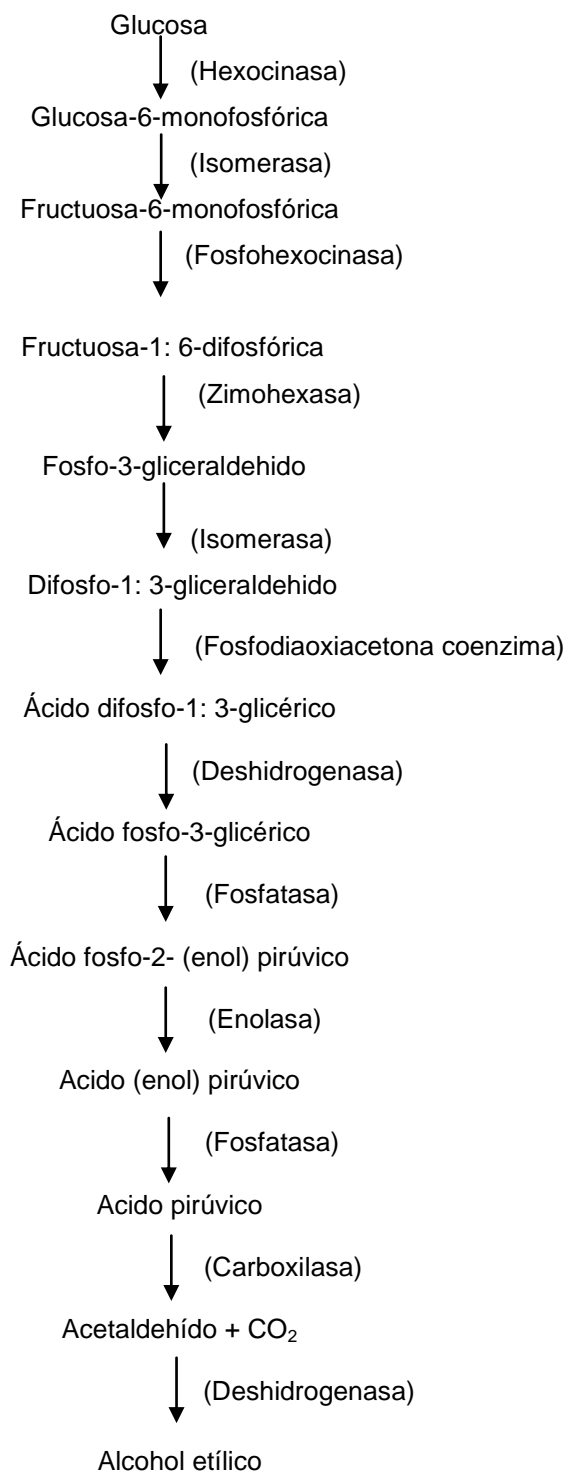 Glucosa
(Hexocinasa)
Glucosa-6-monofosfórica
(Isomerasa)
Fructuosa-6-monofosfórica
(Fosfohexocinasa)
Fructuosa-1: 6-difosfórica
(Zimohexasa)
Fosfo-3-gliceraldehido
(Isomerasa)
Difosfo-1: 3-gliceraldehido
(Fosfodiaoxiacetona coenzima)
Ácido difosfo-1: 3-glicérico
(Deshidrogenasa)
Ácido fosfo-3-glicérico
(Fosfatasa)
Ácido fosfo-2- (enol) pirúvico
(Enolasa)
Acido (enol) pirúvico
(Fosfatasa)
Acido pirúvico
(Carboxilasa)
Acetaldehído + CO₂
(Deshidrogenasa)
Alcohol etílico